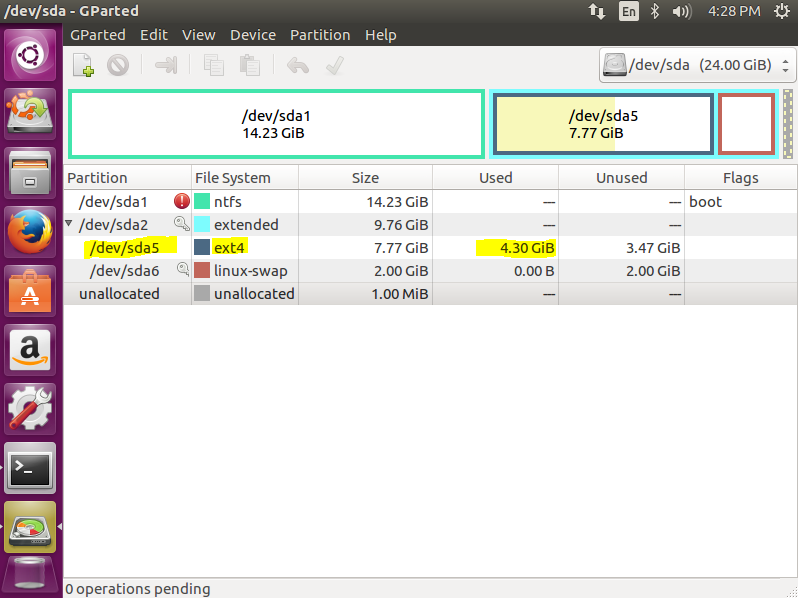 /dev/sda - GParted
En
4:28 PM
GParted Edit View Device Partition Help
/dev/sda (24.00 GiB)
/dev/sda1
14.23 GiB
/dev/sda5
7.77 GiB
Partition File System Size Used Unused Flags
/dev/sda1 ntfs 14.23 GiB --- --- boot
/dev/sda2 extended 9.76 GiB --- ---
/dev/sda5 ext4 7.77 GiB 4.30 GiB 3.47 GiB
/dev/sda6 linux-swap 2.00 GiB 0.00 B 2.00 GiB
unallocated unallocated 1.00 MiB --- ---
0 operations pending